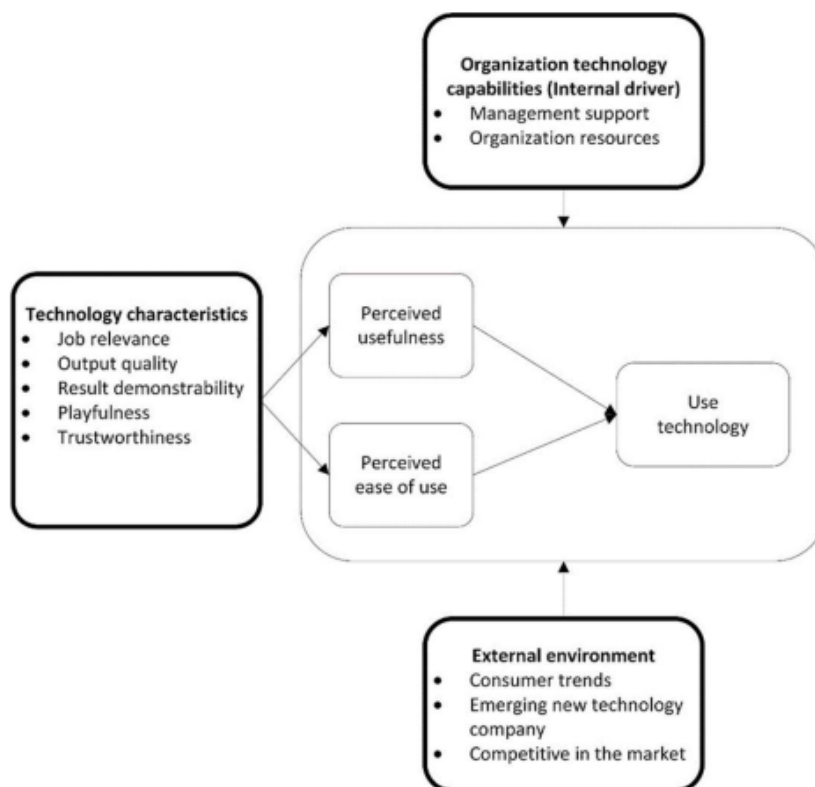 Organization technology
capabilities (Internal driver)
• Management support
• Organization resources
Technology characteristics
• Job relevance
• Output quality
• Result demonstrability
• Playfulness
• Trustworthiness
Perceived
usefulness
Perceived
ease of use
Use
technology
External environment
• Consumer trends
• Emerging new technology
company
• Competitive in the market